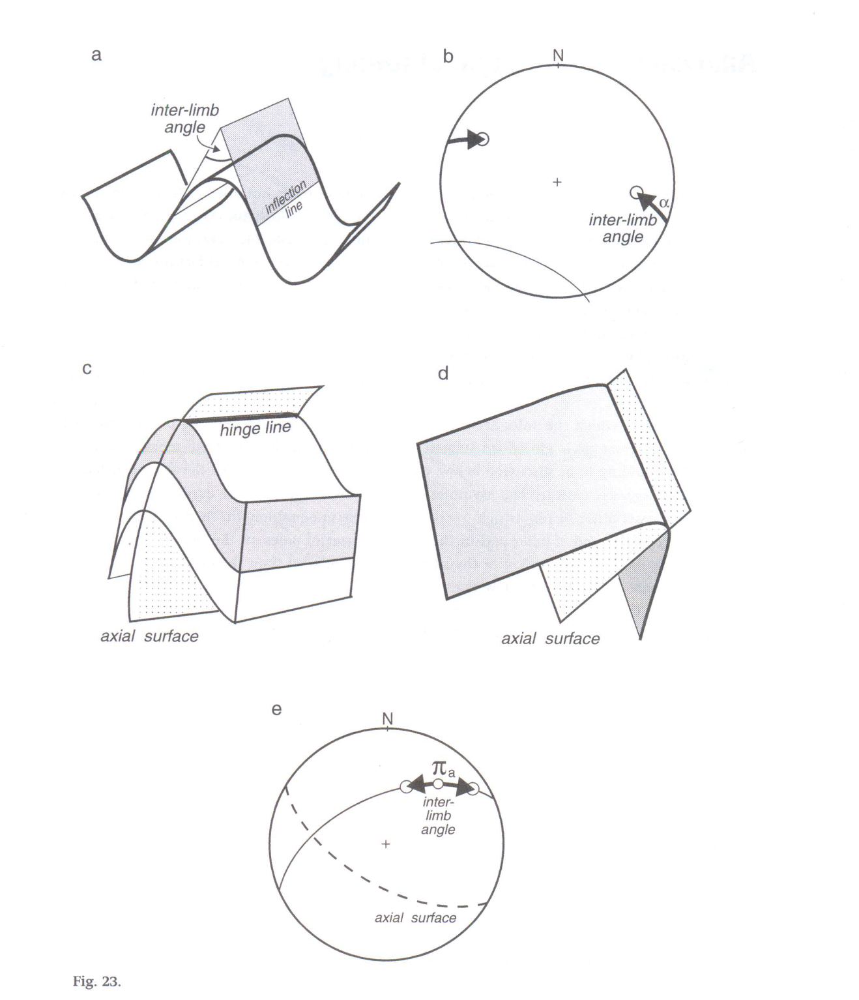 a
inter-limb
angle
inflection
line
b
N
α
inter-limb
angle
c
hinge line
axial surface
d
axial surface
e
N
πa
inter-
limb
angle
axial surface
Fig. 23.